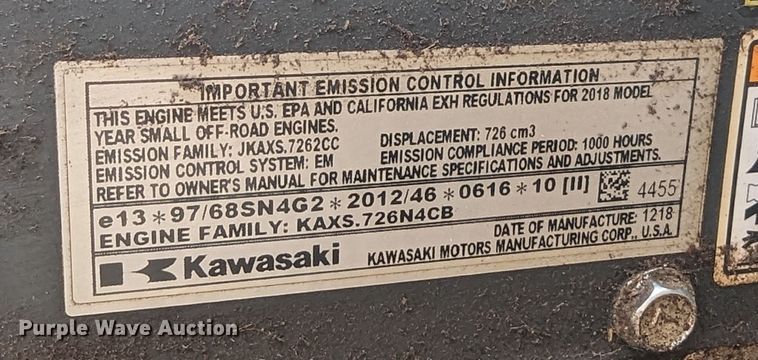 IMPORTANT EMISSION CONTROL INFORMATION
THIS ENGINE MEETS U.S. EPA AND CALIFORNIA EXH REGULATIONS FOR 2018 MODEL
YEAR SMALL OFF-ROAD ENGINES.
EMISSION FAMILY: JKAXS.7262CC DISPLACEMENT: 726 cm3
EMISSION CONTROL SYSTEM: EM EMISSION COMPLIANCE PERIOD: 1000 HOURS
REFER TO OWNER'S MANUAL FOR MAINTENANCE SPECIFICATIONS AND ADJUSTMENTS.
e13*97/68SN4G2*2012/46*0616*10 [II] 4455
ENGINE FAMILY: KAXS.726N4CB DATE OF MANUFACTURE: 1218
Kawasaki KAWASAKI MOTORS MANUFACTURING CORP., U.S.A.
Purple Wave Auction